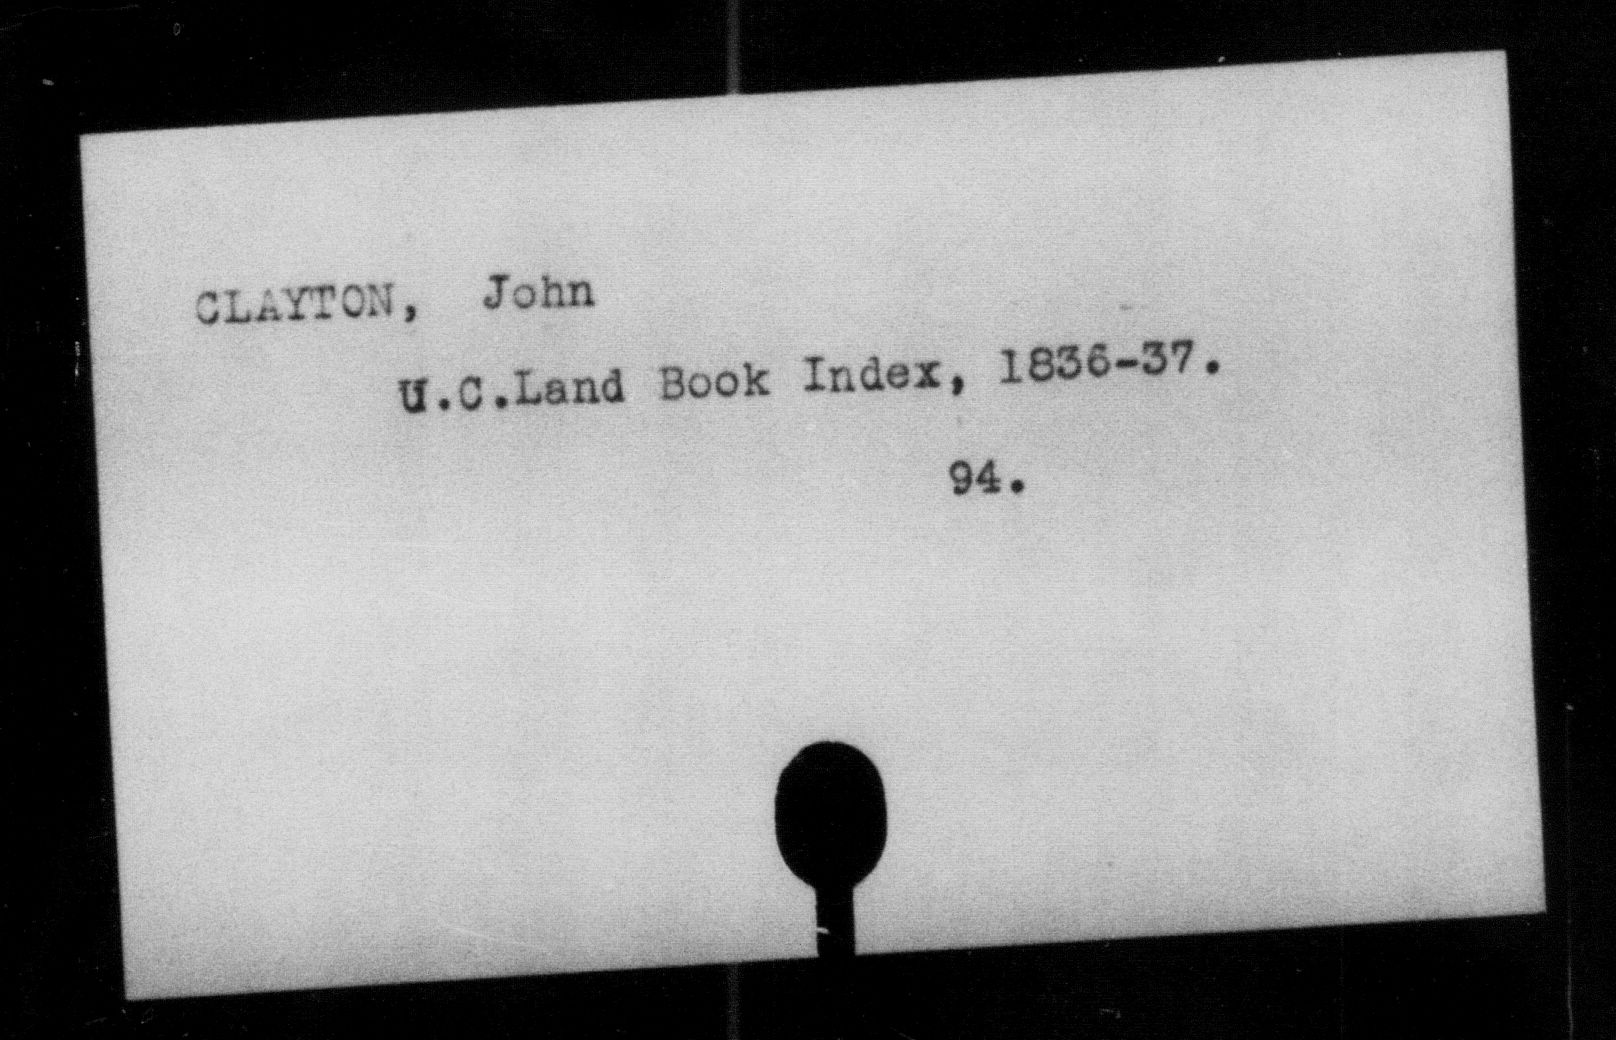 CLAYTON, John
U.C.Land Book Index, 1836-37.
94.